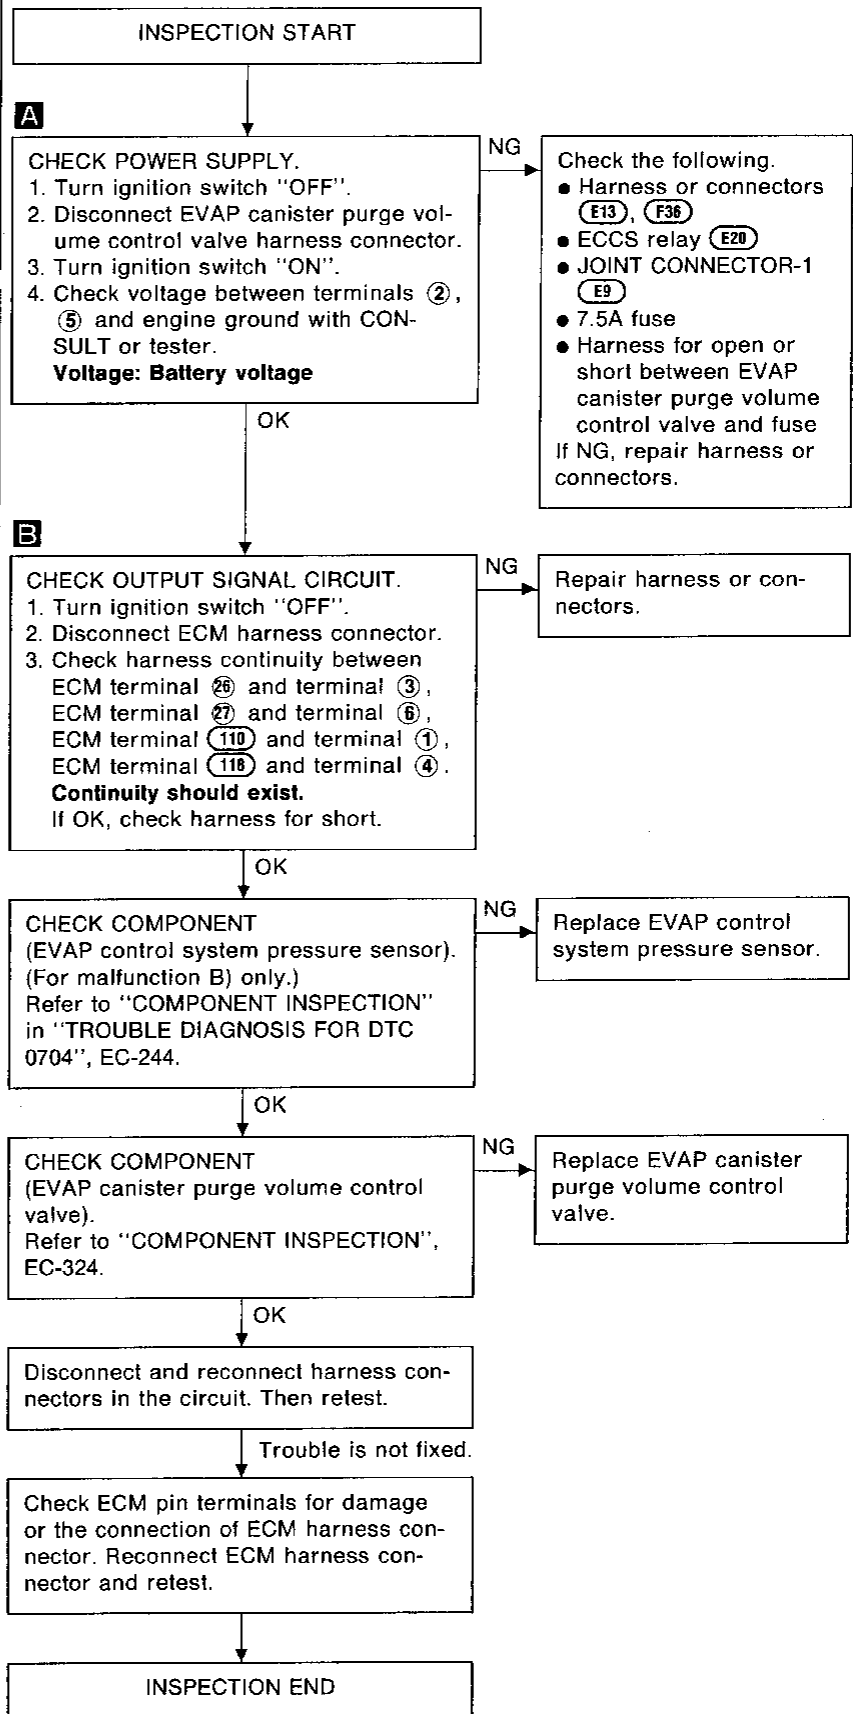 INSPECTION START
A
CHECK POWER SUPPLY.
1. Turn ignition switch "OFF".
2. Disconnect EVAP canister purge vol-
ume control valve harness connector.
3. Turn ignition switch "ON".
4. Check voltage between terminals ②,
⑤ and engine ground with CON-
SULT or tester.
Voltage: Battery voltage
NG
Check the following.
● Harness or connectors
E13, F36
● ECCS relay E20
● JOINT CONNECTOR-1
E9
● 7.5A fuse
● Harness for open or
short between EVAP
canister purge volume
control valve and fuse
If NG, repair harness or
connectors.
OK
B
CHECK OUTPUT SIGNAL CIRCUIT.
1. Turn ignition switch "OFF".
2. Disconnect ECM harness connector.
3. Check harness continuity between
ECM terminal ㉖ and terminal ③,
ECM terminal ㉗ and terminal ⑥,
ECM terminal 110 and terminal ①,
ECM terminal 118 and terminal ④.
Continuity should exist.
If OK, check harness for short.
NG
Repair harness or con-
nectors.
OK
CHECK COMPONENT
(EVAP control system pressure sensor).
(For malfunction B) only.)
Refer to "COMPONENT INSPECTION"
in "TROUBLE DIAGNOSIS FOR DTC
0704", EC-244.
NG
Replace EVAP control
system pressure sensor.
OK
CHECK COMPONENT
(EVAP canister purge volume control
valve).
Refer to "COMPONENT INSPECTION",
EC-324.
NG
Replace EVAP canister
purge volume control
valve.
OK
Disconnect and reconnect harness con-
nectors in the circuit. Then retest.
Trouble is not fixed.
Check ECM pin terminals for damage
or the connection of ECM harness con-
nector. Reconnect ECM harness con-
nector and retest.
INSPECTION END